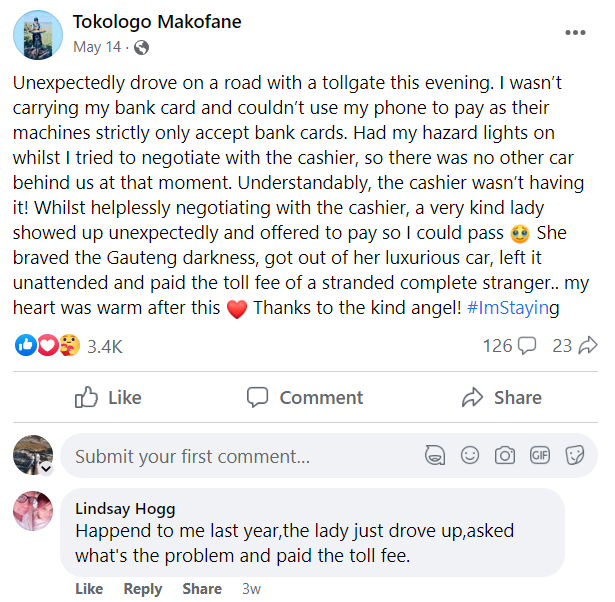 Tokologo Makofane
May 14 ·
Unexpectedly drove on a road with a tollgate this evening. I wasn't
carrying my bank card and couldn't use my phone to pay as their
machines strictly only accept bank cards. Had my hazard lights on
whilst I tried to negotiate with the cashier, so there was no other car
behind us at that moment. Understandably, the cashier wasn't having
it! Whilst helplessly negotiating with the cashier, a very kind lady
showed up unexpectedly and offered to pay so I could pass 🥹 She
braved the Gauteng darkness, got out of her luxurious car, left it
unattended and paid the toll fee of a stranded complete stranger.. my
heart was warm after this ❤️ Thanks to the kind angel! #ImStaying
3.4K 126 23
Like Comment Share
Submit your first comment...
GIF
Lindsay Hogg
Happend to me last year,the lady just drove up,asked
what's the problem and paid the toll fee.
Like Reply Share 3w